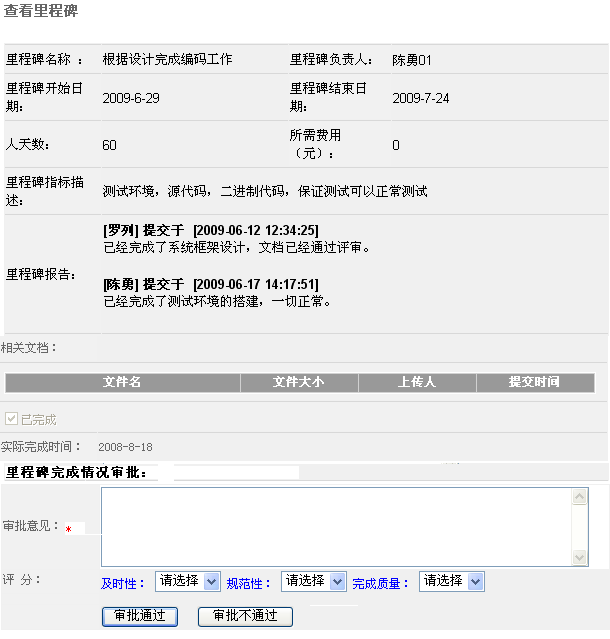 查看里程碑
里程碑名称 ： 根据设计完成编码工作 里程碑负责人： 陈勇01
里程碑开始日期： 2009-6-29 里程碑结束日期： 2009-7-24
人天数： 60 所需费用（元）： 0
里程碑指标描述： 测试环境，源代码，二进制代码，保证测试可以正常测试
里程碑报告：
[罗列] 提交于 [2009-06-12 12:34:25]
已经完成了系统框架设计，文档已经通过评审。
[陈勇] 提交于 [2009-06-17 14:17:51]
已经完成了测试环境的搭建，一切正常。
相关文档：
文件名 文件大小 上传人 提交时间
已完成
实际完成时间： 2008-8-18
里程碑完成情况审批：
审批意见： *
评 分： 及时性： 请选择 规范性： 请选择 完成质量： 请选择
审批通过 审批不通过